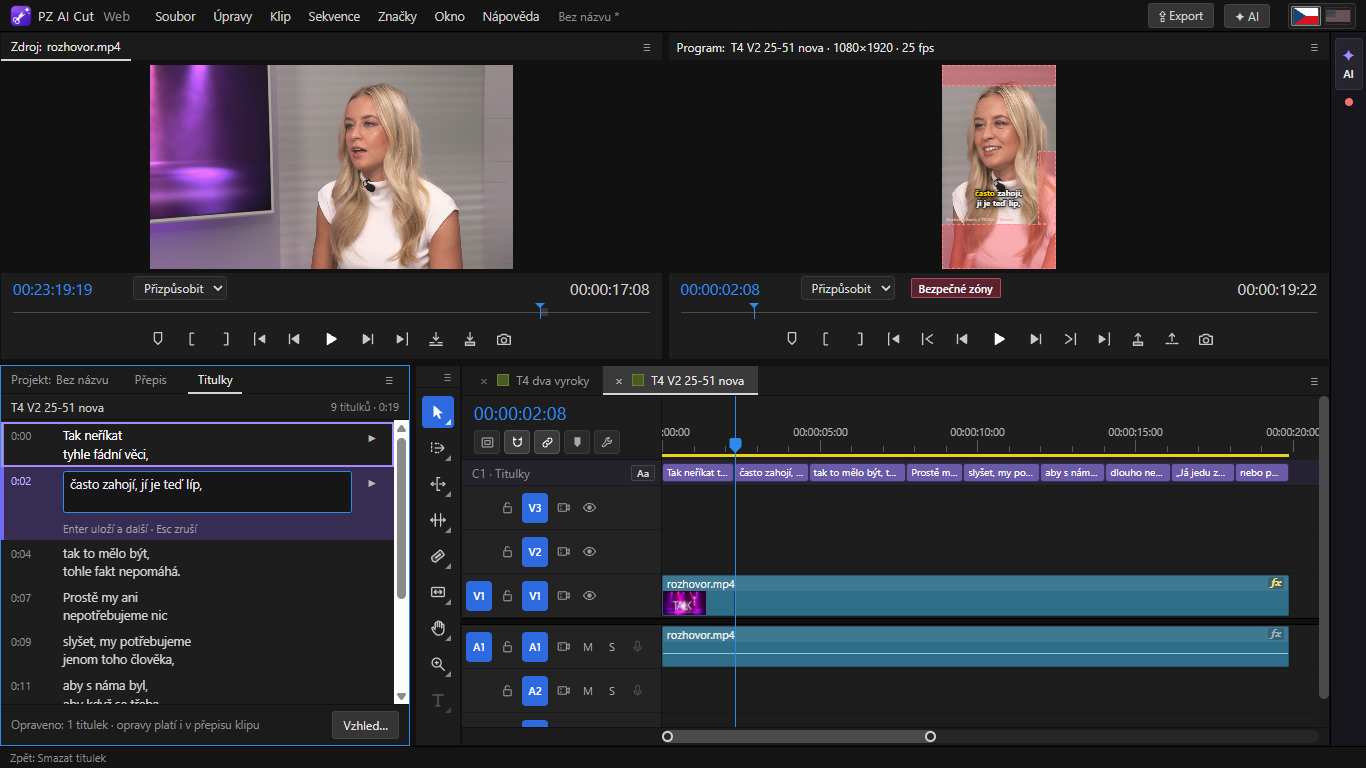 PZ AI Cut Web
Soubor Úpravy Klip Sekvence Značky Okno Nápověda Bez názvu *
Export
AI
Zdroj: rozhovor.mp4
Program: T4 V2 25-51 nova · 1080×1920 · 25 fps
AI
často zahojí,
jí je teď líp,
00:23:19:19 Přizpůsobit 00:00:17:08
00:00:02:08 Přizpůsobit Bezpečné zóny 00:00:19:22
Projekt: Bez názvu Přepis Titulky
T4 V2 25-51 nova 9 titulků · 0:19
0:00 Tak neříkat
tyhle fádní věci,
0:02 často zahojí, jí je teď líp,
Enter uloží a další · Esc zruší
0:04 tak to mělo být,
tohle fakt nepomáhá.
0:07 Prostě my ani
nepotřebujeme nic
0:09 slyšet, my potřebujeme
jenom toho člověka,
0:11 aby s náma byl,
aby když se třeba
Opraveno: 1 titulek · opravy platí i v přepisu klipu
Vzhled...
T4 dva vyroky T4 V2 25-51 nova
00:00:02:08
:00:00 00:00:05:00 00:00:10:00 00:00:15:00 00:00:20:00
C1 · Titulky Aa
Tak neříkat t... často zahojí, ... tak to mělo být, t... Prostě m... slyšet, my po... aby s nám... dlouho ne... „Já jedu z... nebo p...
V3
V2
V1 V1
rozhovor.mp4 fx
TALK
A1 A1 M S
rozhovor.mp4 fx
A2 M S
Zpět: Smazat titulek